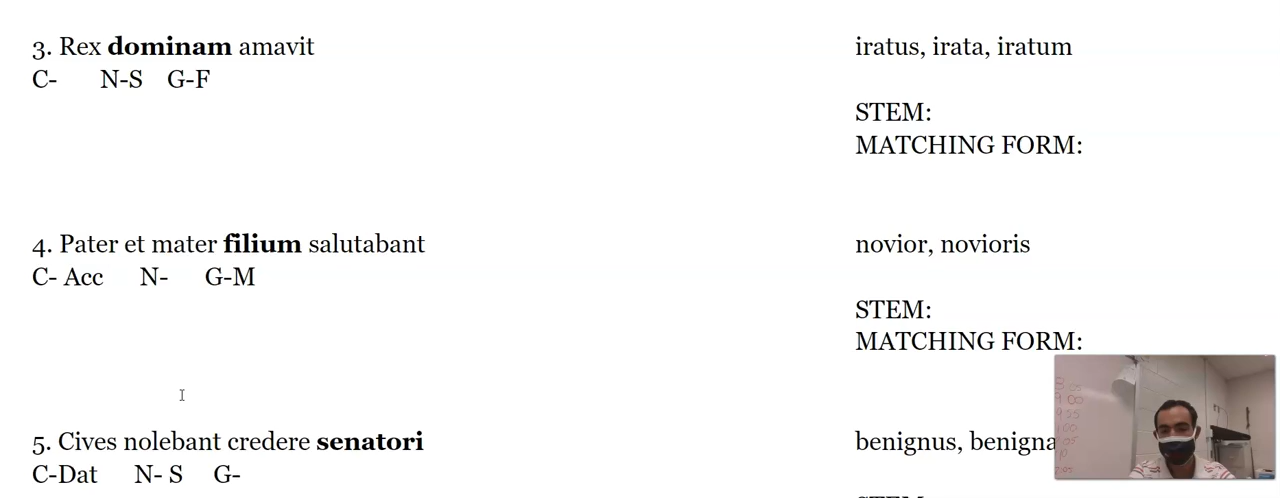 3. Rex dominam amavit
C- N-S G-F
iratus, irata, iratum
STEM:
MATCHING FORM:
4. Pater et mater filium salutabant
C- Acc N- G-M
novior, novioris
STEM:
MATCHING FORM:
5. Cives nolebant credere senatori
C-Dat N- S G-
benignus, benigna